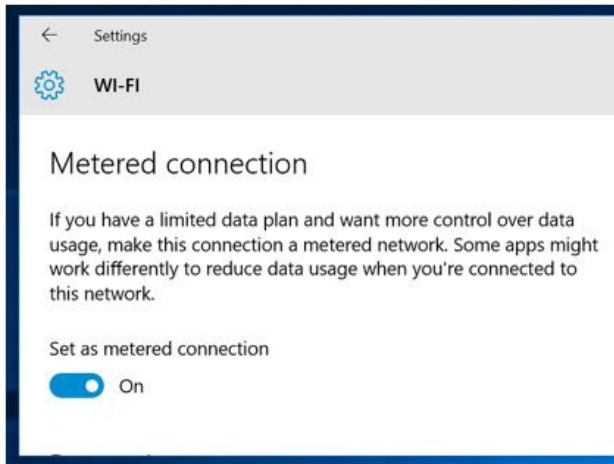 Settings
WI-FI
Metered connection
If you have a limited data plan and want more control over data
usage, make this connection a metered network. Some apps might
work differently to reduce data usage when you're connected to
this network.
Set as metered connection
On